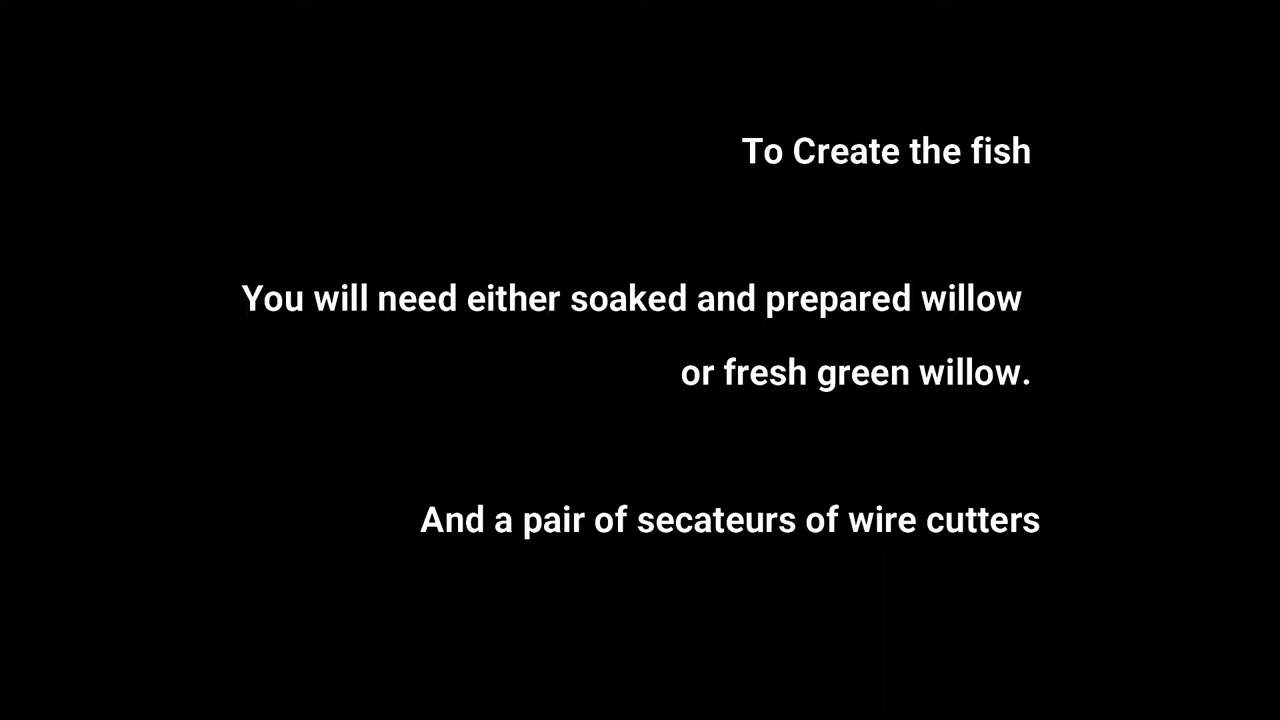 To Create the fish
You will need either soaked and prepared willow
or fresh green willow.
And a pair of secateurs of wire cutters